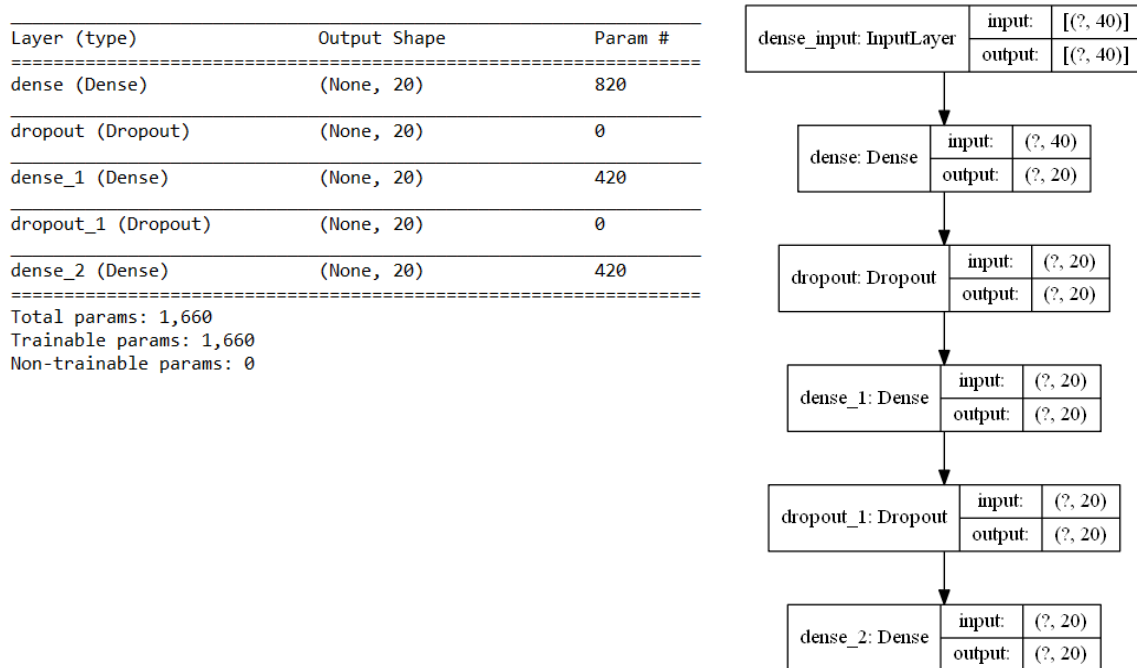 Layer (type) Output Shape Param #
=================================================================
dense (Dense) (None, 20) 820
dropout (Dropout) (None, 20) 0
dense_1 (Dense) (None, 20) 420
dropout_1 (Dropout) (None, 20) 0
dense_2 (Dense) (None, 20) 420
=================================================================
Total params: 1,660
Trainable params: 1,660
Non-trainable params: 0
dense_input: InputLayer
input: [(?, 40)]
output: [(?, 40)]
dense: Dense
input: (?, 40)
output: (?, 20)
dropout: Dropout
input: (?, 20)
output: (?, 20)
dense_1: Dense
input: (?, 20)
output: (?, 20)
dropout_1: Dropout
input: (?, 20)
output: (?, 20)
dense_2: Dense
input: (?, 20)
output: (?, 20)